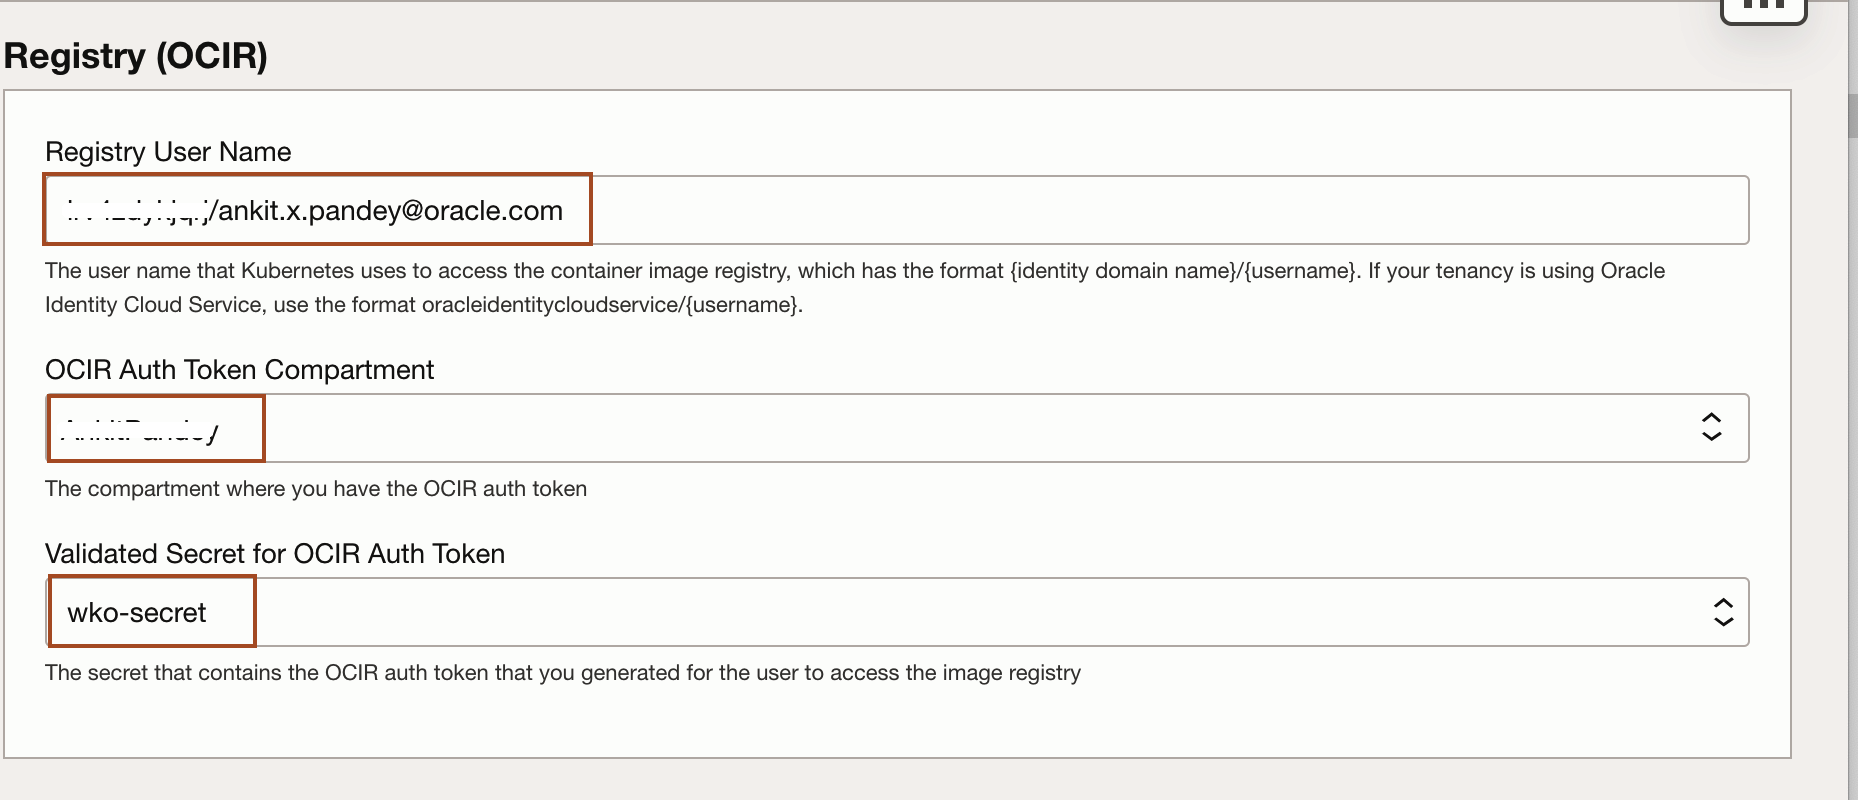 Registry (OCIR)
Registry User Name
/ankit.x.pandey@oracle.com
The user name that Kubernetes uses to access the container image registry, which has the format {identity domain name}/{username}. If your tenancy is using Oracle
Identity Cloud Service, use the format oracleidentitycloudservice/{username}.
OCIR Auth Token Compartment
The compartment where you have the OCIR auth token
Validated Secret for OCIR Auth Token
wko-secret
The secret that contains the OCIR auth token that you generated for the user to access the image registry